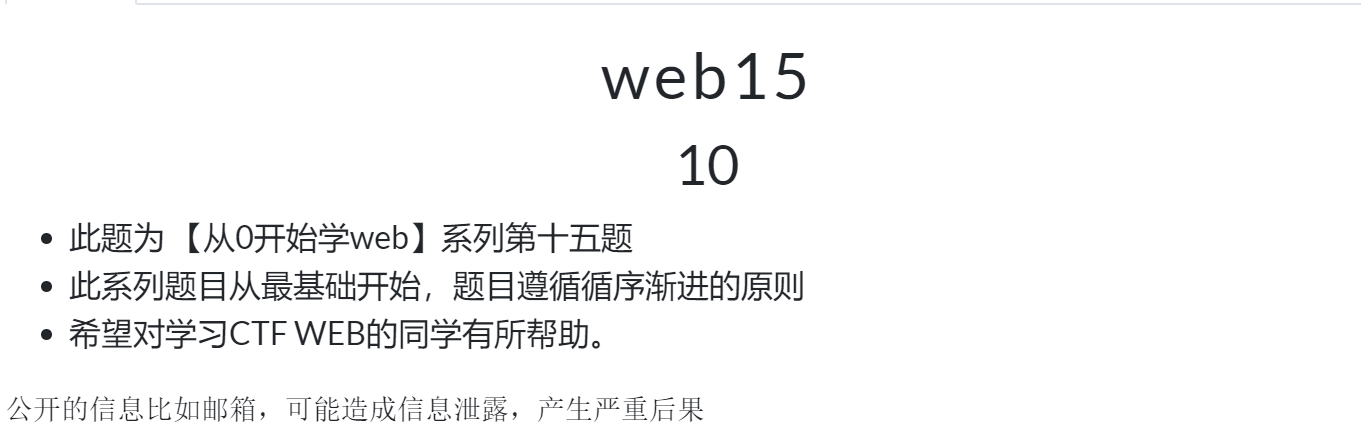 web15
10
此题为 【从0开始学web】系列第十五题
此系列题目从最基础开始，题目遵循循序渐进的原则
希望对学习CTF WEB的同学有所帮助。
公开的信息比如邮箱，可能造成信息泄露，产生严重后果